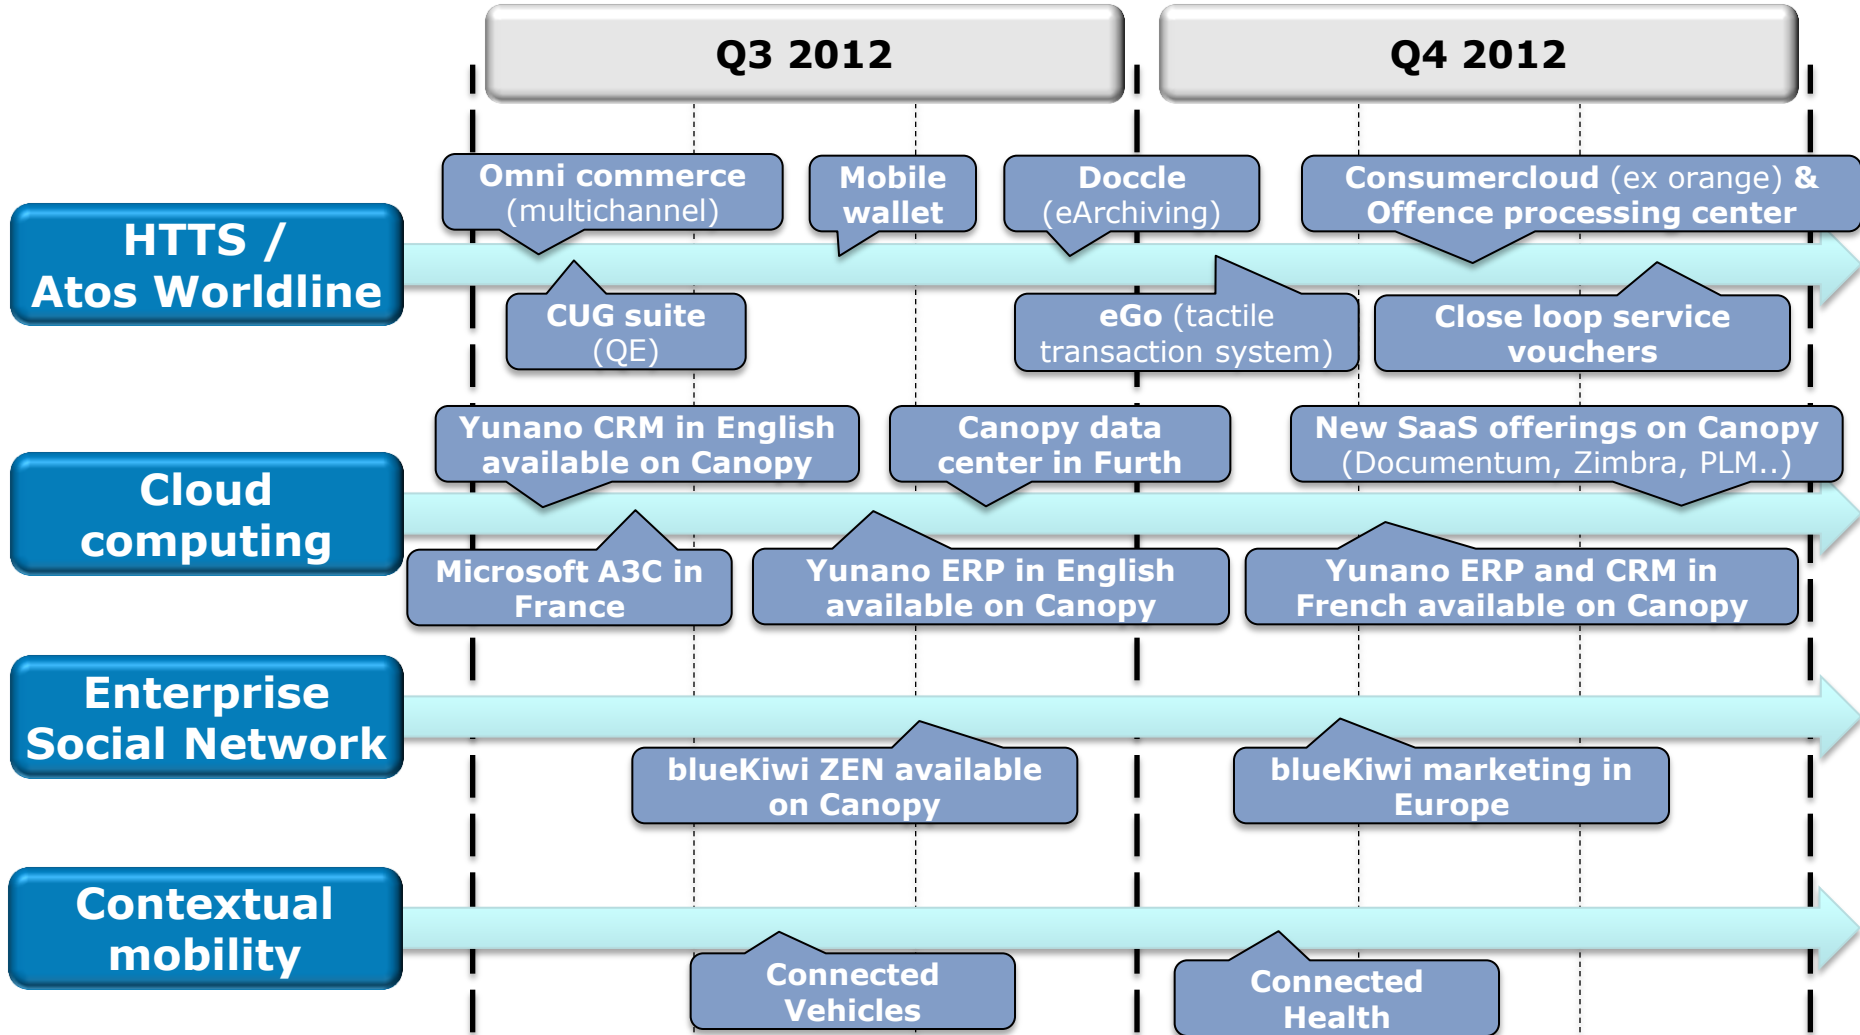 Q3 2012
Q4 2012
HTTS /
Atos Worldline
Omni commerce
(multichannel)
Mobile
wallet
Doccle
(eArchiving)
Consumercloud (ex orange) &
Offence processing center
CUG suite
(QE)
eGo (tactile
transaction system)
Close loop service
vouchers
Cloud
computing
Yunano CRM in English
available on Canopy
Canopy data
center in Furth
New SaaS offerings on Canopy
(Documentum, Zimbra, PLM..)
Microsoft A3C in
France
Yunano ERP in English
available on Canopy
Yunano ERP and CRM in
French available on Canopy
Enterprise
Social Network
blueKiwi ZEN available
on Canopy
blueKiwi marketing in
Europe
Contextual
mobility
Connected
Vehicles
Connected
Health